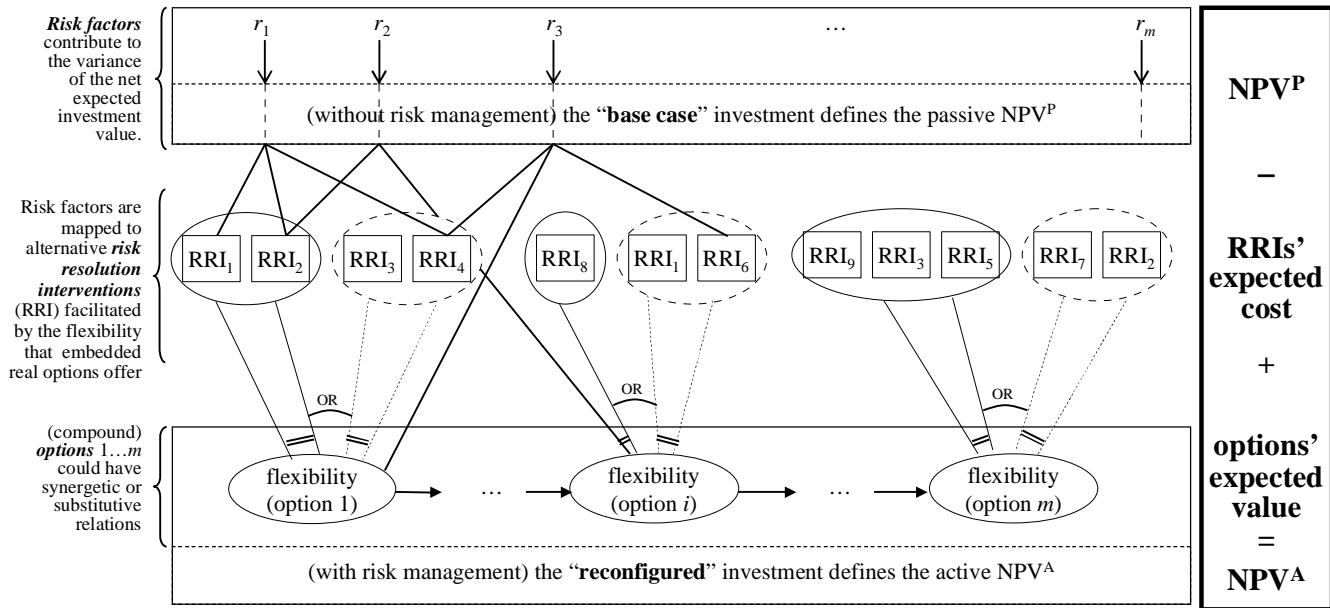 Risk factors
contribute to
the variance
of the net
expected
investment
value.
r1 r2 r3 … rm
(without risk management) the “base case” investment defines the passive NPVP
Risk factors are
mapped to
alternative risk
resolution
interventions
(RRI) facilitated
by the flexibility
that embedded
real options offer
RRI1 RRI2 RRI3 RRI4 RRI8 RRI1 RRI6 RRI9 RRI3 RRI5 RRI7 RRI2
OR OR OR
(compound)
options 1…m
could have
synergetic or
substitutive
relations
flexibility
(option 1)
…
flexibility
(option i)
…
flexibility
(option m)
(with risk management) the “reconfigured” investment defines the active NPVA
NPVP
–
RRIs’
expected
cost
+
options’
expected
value
=
NPVA